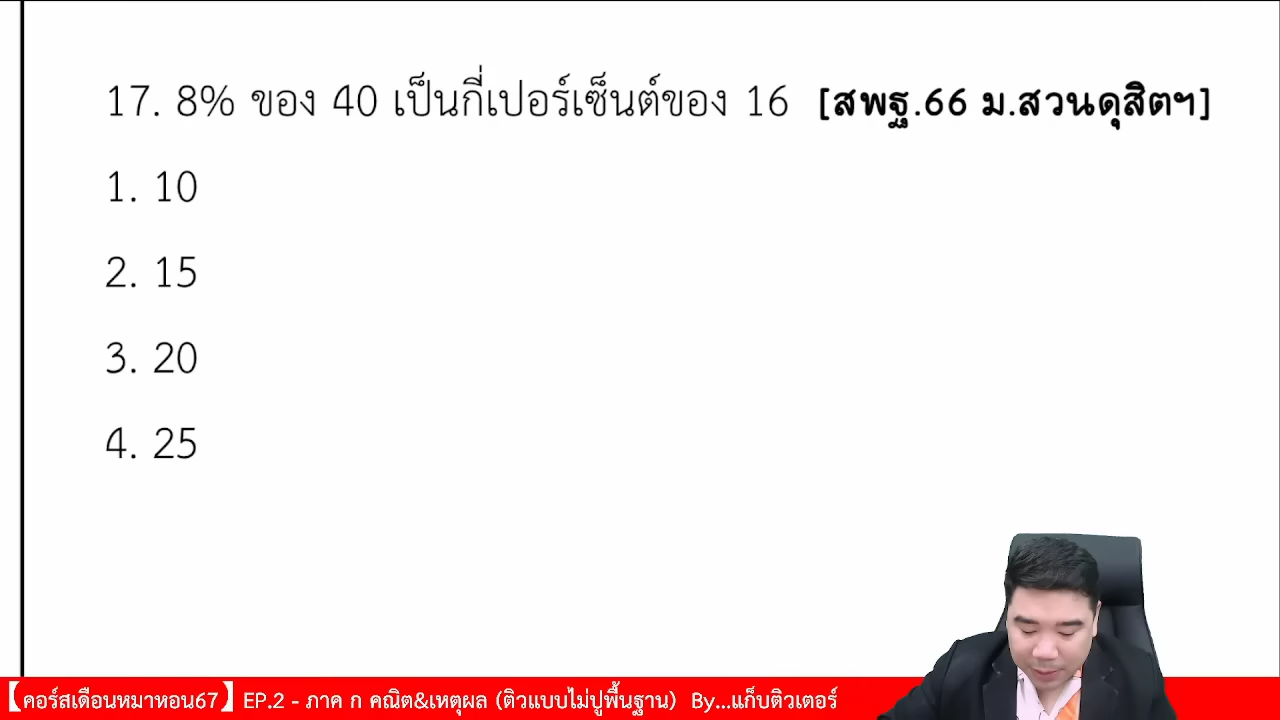 17. 8% ของ 40 เป็นกี่เปอร์เซ็นต์ของ 16 [สพฐ.66 ม.สวนดุสิตฯ]
1. 10
2. 15
3. 20
4. 25
【คอร์สเดือนหมาหอน67】EP.2 - ภาค ก คณิต&เหตุผล (ติวแบบไม่ปูพื้นฐาน) By...แก็บติวเตอร์